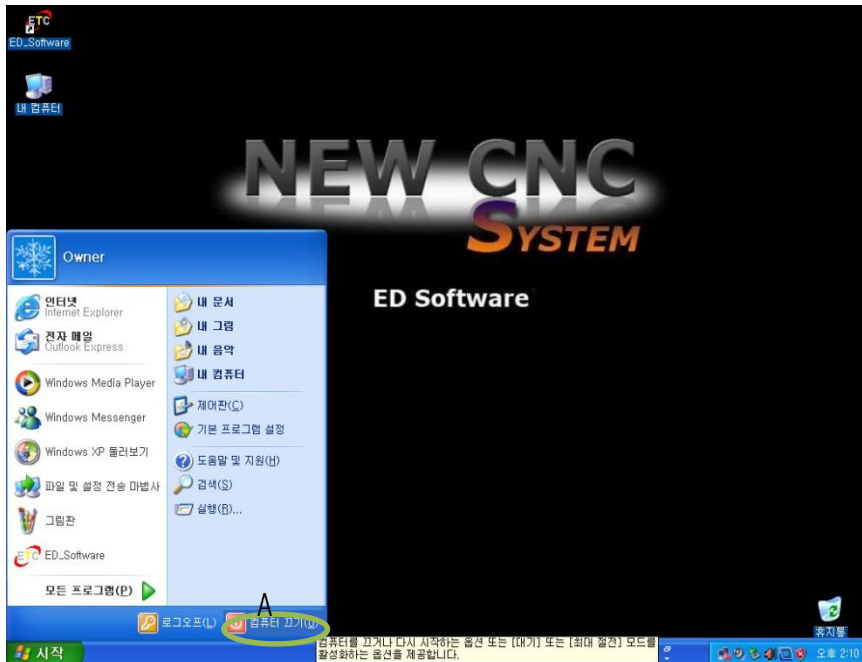 ETC
ED_Software
내 컴퓨터
NEW CNC
SYSTEM
ED Software
Owner
인터넷
Internet Explorer
전자 메일
Outlook Express
Windows Media Player
Windows Messenger
Windows XP 둘러보기
파일 및 설정 전송 마법사
그림판
ETC ED_Software
모든 프로그램(P)
내 문서
내 그림
내 음악
내 컴퓨터
제어판(C)
기본 프로그램 설정
도움말 및 지원(H)
검색(S)
실행(R)...
A
로그오프(L)
컴퓨터 끄기(U)
컴퓨터를 끄거나 다시 시작하는 옵션 또는 [대기] 또는 [최대 절전] 모드를
활성화하는 옵션을 제공합니다.
휴지통
시작
오후 2:10